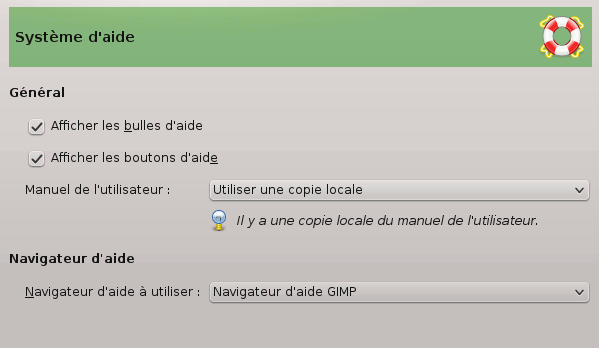 Système d'aide
Général
Afficher les bulles d'aide
Afficher les boutons d'aide
Manuel de l'utilisateur : Utiliser une copie locale
Il y a une copie locale du manuel de l'utilisateur.
Navigateur d'aide
Navigateur d'aide à utiliser : Navigateur d'aide GIMP